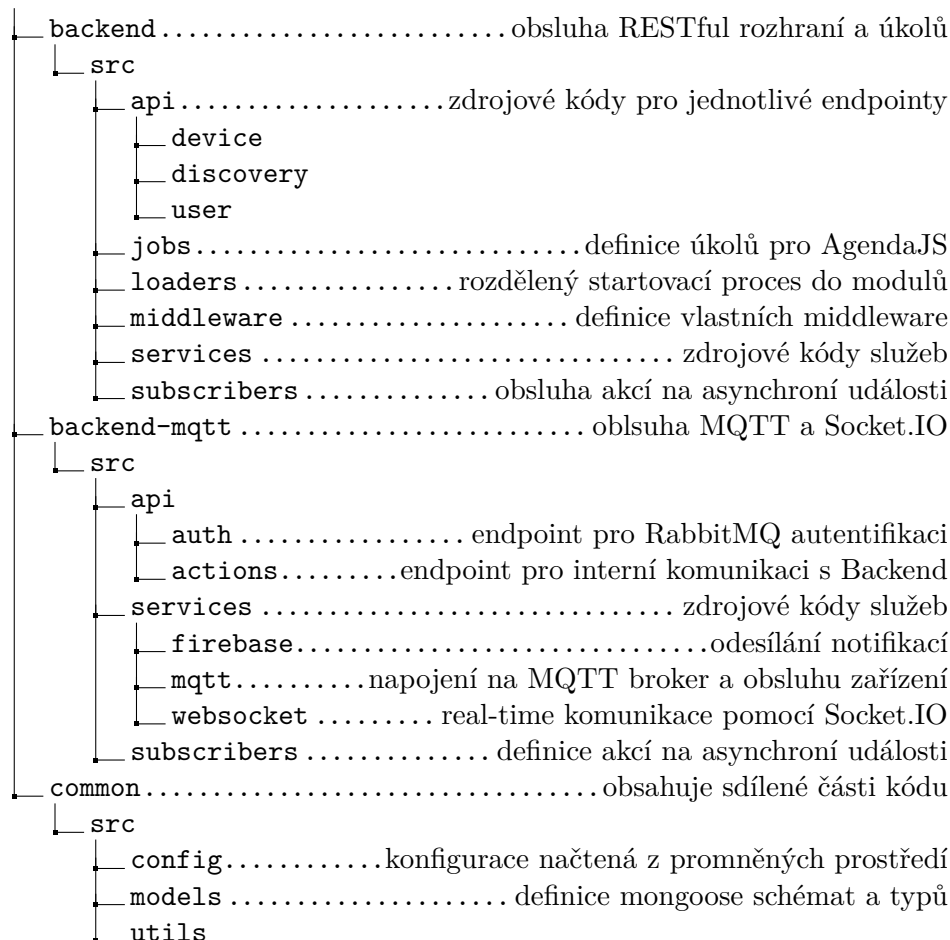 backend..........................obsluha RESTful rozhraní a úkolů
src
api....................zdrojové kódy pro jednotlivé endpointy
device
discovery
user
jobs.............................definice úkolů pro AgendaJS
loaders................rozdělený startovací proces do modulů
middleware.....................definice vlastních middleware
services...............................zdrojové kódy služeb
subscribers..............obsluha akcí na asynchroní události
backend-mqtt..........................oblsuha MQTT a Socket.IO
src
api
auth.................endpoint pro RabbitMQ autentifikaci
actions.........endpoint pro interní komunikaci s Backend
services...............................zdrojové kódy služeb
firebase...............................odesílání notifikací
mqtt..........napojení na MQTT broker a obsluhu zařízení
websocket.........real-time komunikace pomocí Socket.IO
subscribers..............definice akcí na asynchroní události
common..................................obsahuje sdílené části kódu
src
config............konfigurace načtená z promněných prostředí
models.....................definice mongoose schémat a typů
utils